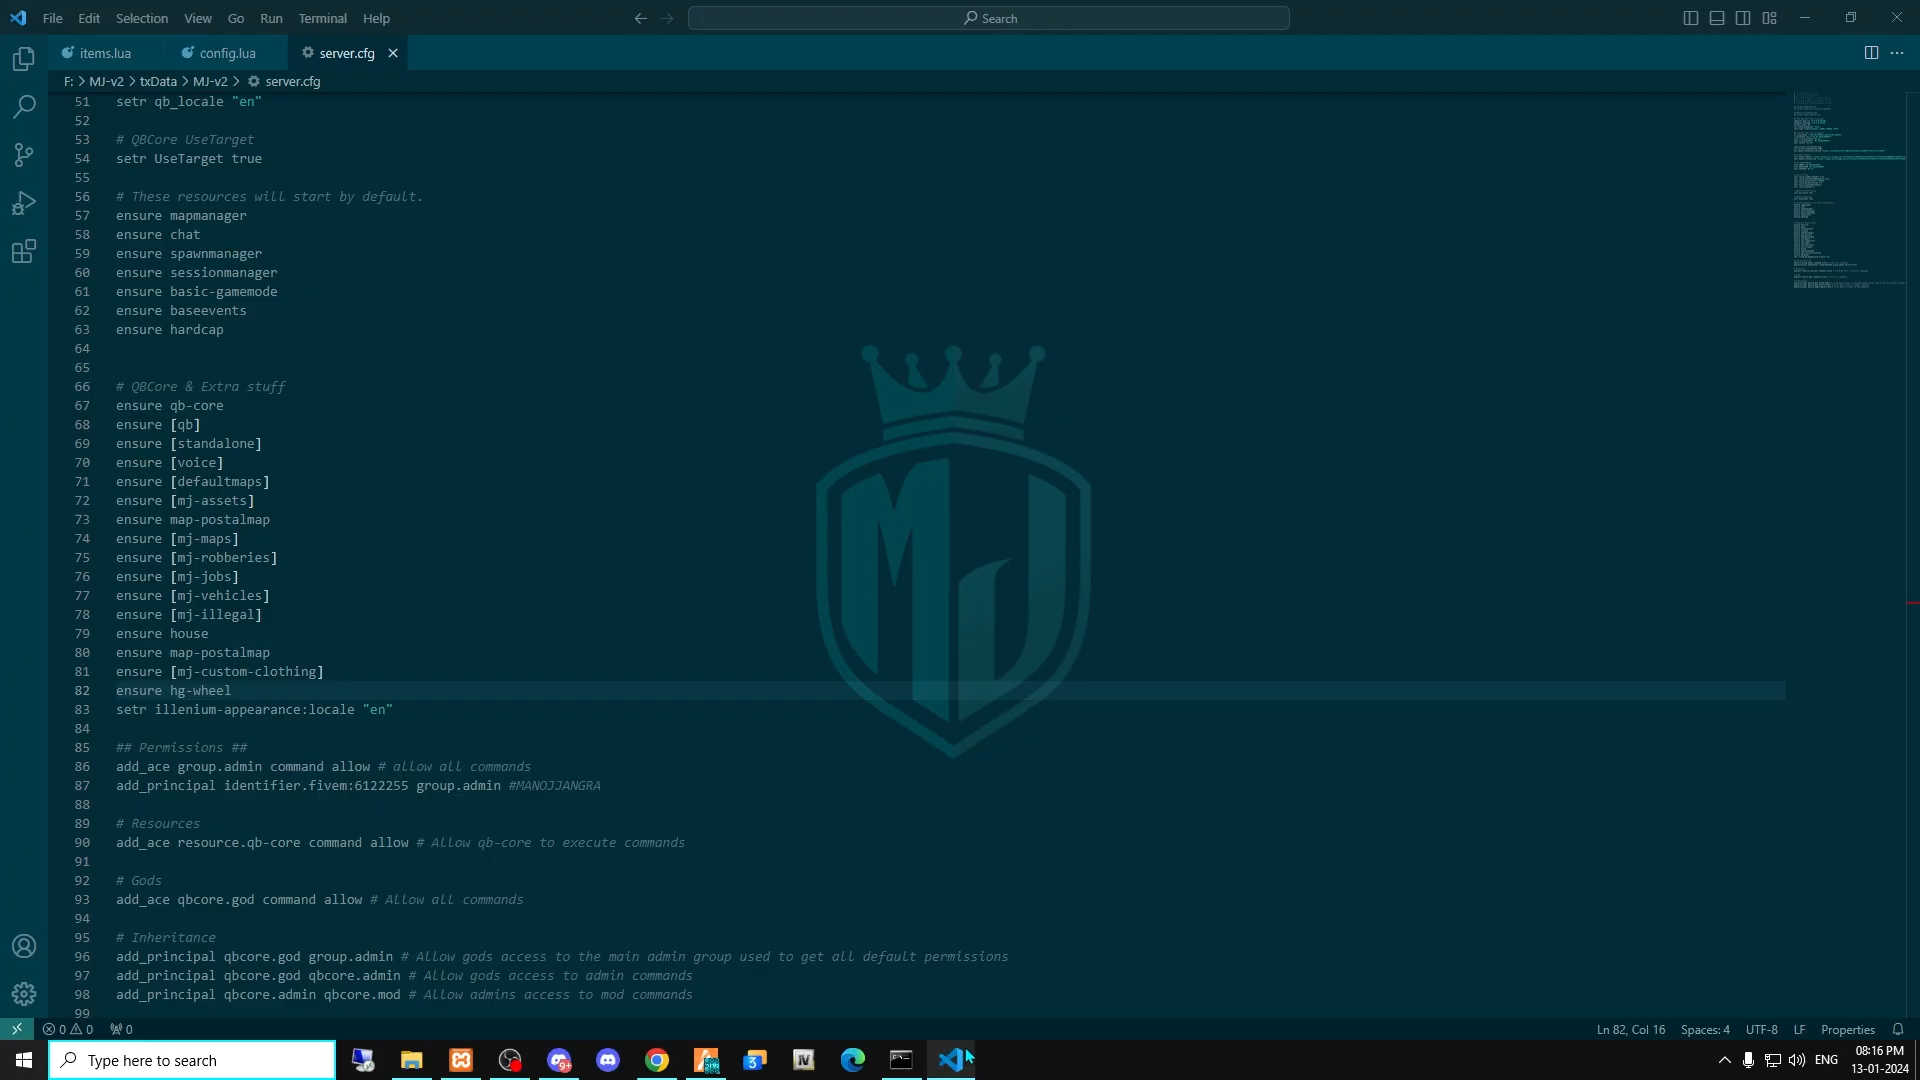 File Edit Selection View Go Run Terminal Help
Search
items.lua config.lua server.cfg
F: > MJ-v2 > txData > MJ-v2 > server.cfg
51 setr qb_locale "en"
52
53 # QBCore UseTarget
54 setr UseTarget true
55
56 # These resources will start by default.
57 ensure mapmanager
58 ensure chat
59 ensure spawnmanager
60 ensure sessionmanager
61 ensure basic-gamemode
62 ensure baseevents
63 ensure hardcap
64
65
66 # QBCore & Extra stuff
67 ensure qb-core
68 ensure [qb]
69 ensure [standalone]
70 ensure [voice]
71 ensure [defaultmaps]
72 ensure [mj-assets]
73 ensure map-postalmap
74 ensure [mj-maps]
75 ensure [mj-robberies]
76 ensure [mj-jobs]
77 ensure [mj-vehicles]
78 ensure [mj-illegal]
79 ensure house
80 ensure map-postalmap
81 ensure [mj-custom-clothing]
82 ensure hg-wheel
83 setr illenium-appearance:locale "en"
84
85 ## Permissions ##
86 add_ace group.admin command allow # allow all commands
87 add_principal identifier.fivem:6122255 group.admin #MANOJJANGRA
88
89 # Resources
90 add_ace resource.qb-core command allow # Allow qb-core to execute commands
91
92 # Gods
93 add_ace qbcore.god command allow # Allow all commands
94
95 # Inheritance
96 add_principal qbcore.god group.admin # Allow gods access to the main admin group used to get all default permissions
97 add_principal qbcore.god qbcore.admin # Allow gods access to admin commands
98 add_principal qbcore.admin qbcore.mod # Allow admins access to mod commands
99
MJ
0 0 0 Ln 82, Col 16 Spaces: 4 UTF-8 LF Properties
Type here to search
9+
3
IV
ENG
08:16 PM
13-01-2024